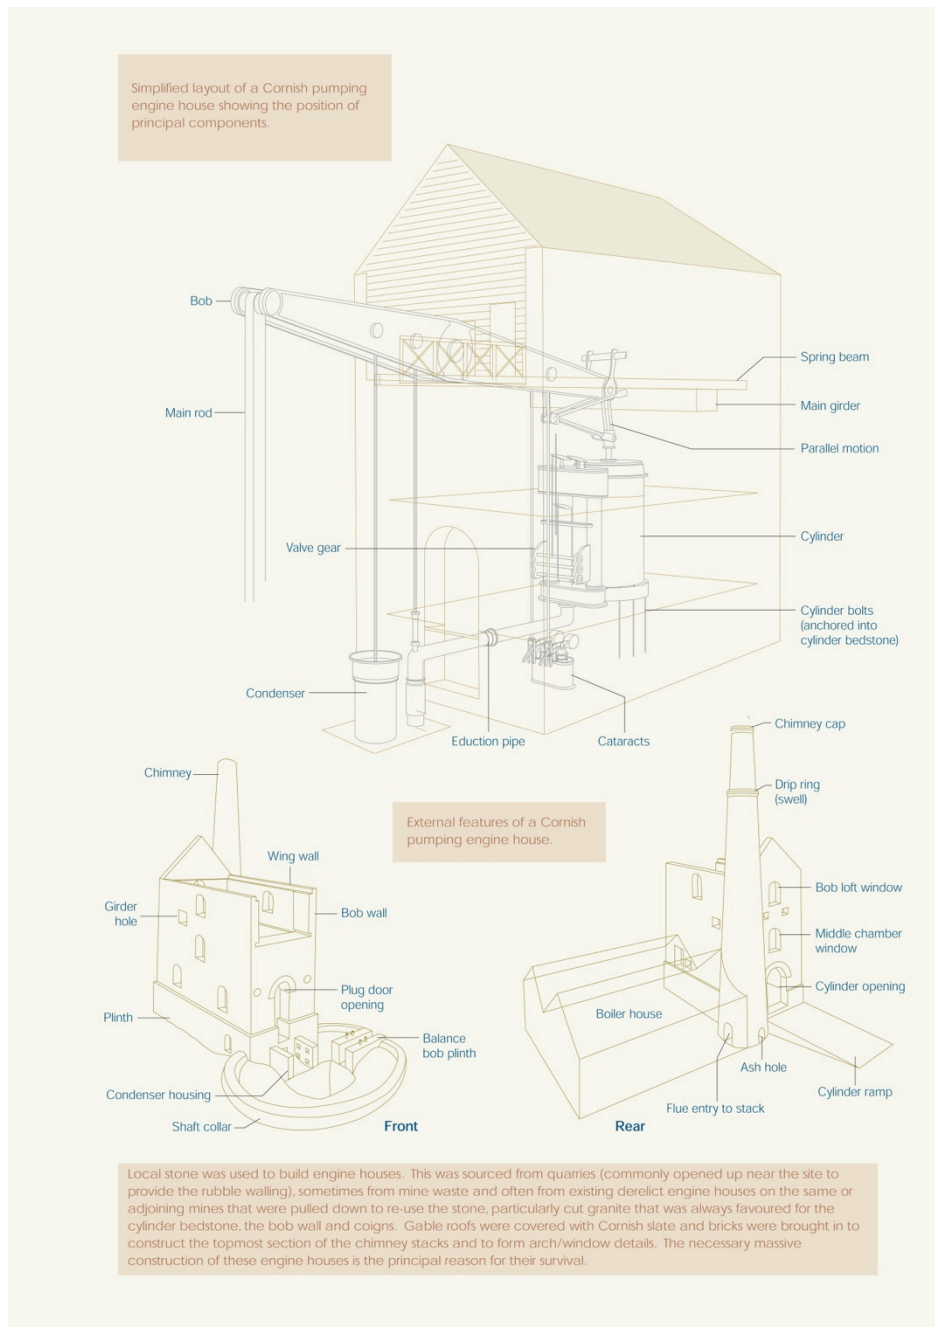 Simplified layout of a Cornish pumping
engine house showing the position of
principal components.
Bob
Spring beam
Main girder
Main rod
Parallel motion
Valve gear
Cylinder
Cylinder bolts
(anchored into
cylinder bedstone)
Condenser
Eduction pipe
Cataracts
Chimney cap
Chimney
Drip ring
(swell)
External features of a Cornish
pumping engine house.
Wing wall
Girder
hole
Bob wall
Bob loft window
Middle chamber
window
Plug door
opening
Cylinder opening
Plinth
Boiler house
Balance
bob plinth
Ash hole
Condenser housing
Cylinder ramp
Flue entry to stack
Shaft collar
Front
Rear
Local stone was used to build engine houses. This was sourced from quarries (commonly opened up near the site to
provide the rubble walling), sometimes from mine waste and often from existing derelict engine houses on the same or
adjoining mines that were pulled down to re-use the stone, particularly cut granite that was always favoured for the
cylinder bedstone, the bob wall and coigns. Gable roofs were covered with Cornish slate and bricks were brought in to
construct the topmost section of the chimney stacks and to form arch/window details. The necessary massive
construction of these engine houses is the principal reason for their survival.